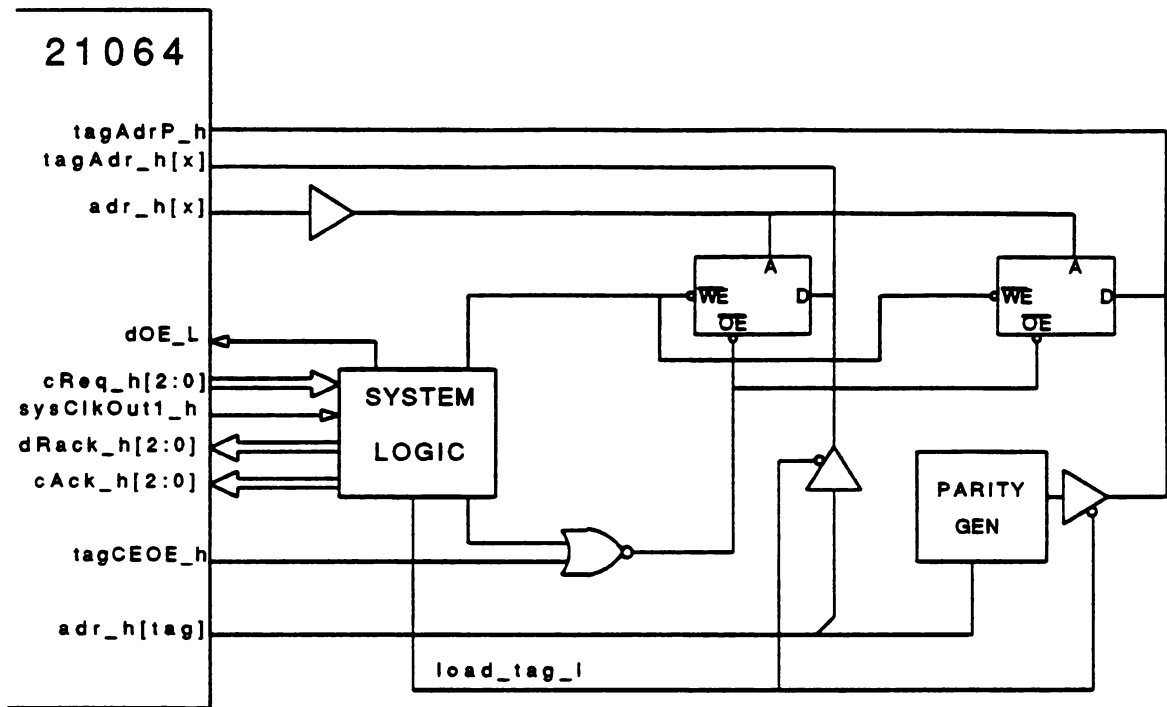 21064
tagAdrP_h
tagAdr_h[x]
adr_h[x]
A
A
WE
D
OE
WE
D
OE
dOE_L
cReq_h[2:0]
sysClkOut1_h
dRack_h[2:0]
cAck_h[2:0]
SYSTEM
LOGIC
PARITY
GEN
tagCEOE_h
adr_h[tag]
load_tag_l